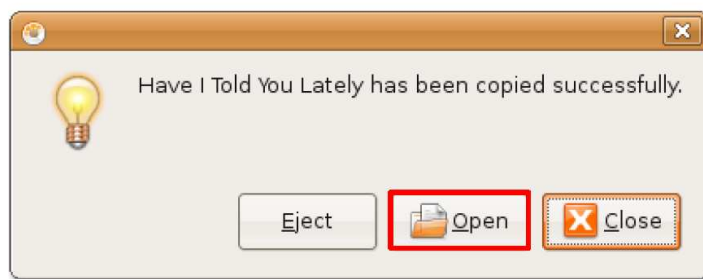 Have I Told You Lately has been copied successfully.
Eject Open Close